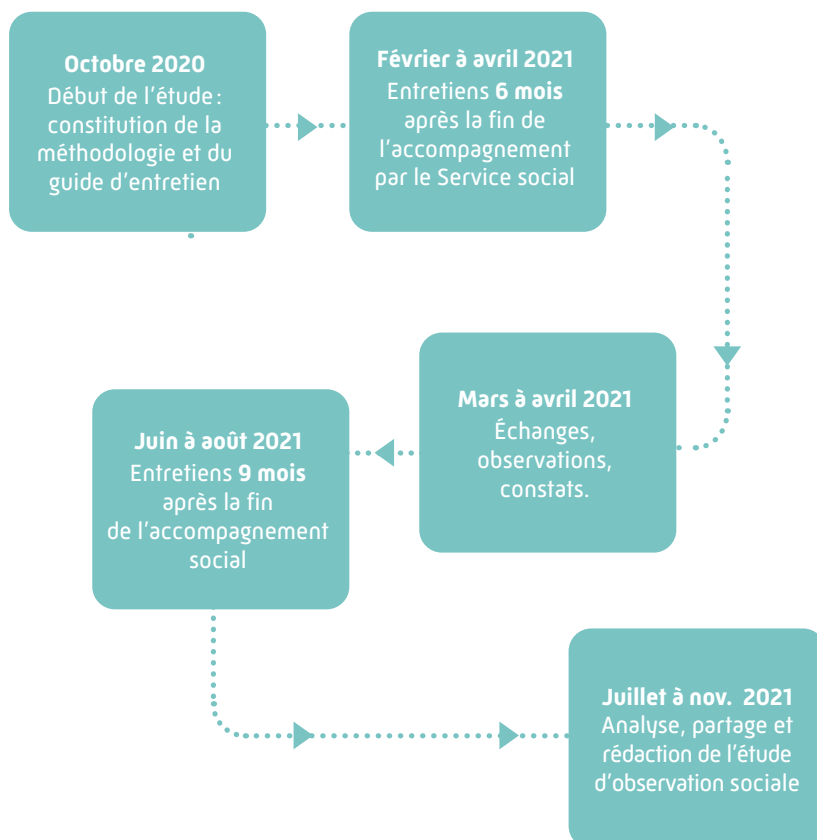 Octobre 2020
Début de l'étude :
constitution de la
méthodologie et du
guide d'entretien
Février à avril 2021
Entretiens 6 mois
après la fin de
l'accompagnement
par le Service social
Mars à avril 2021
Échanges,
observations,
constats.
Juin à août 2021
Entretiens 9 mois
après la fin
de l'accompagnement
social
Juillet à nov. 2021
Analyse, partage et
rédaction de l'étude
d'observation sociale